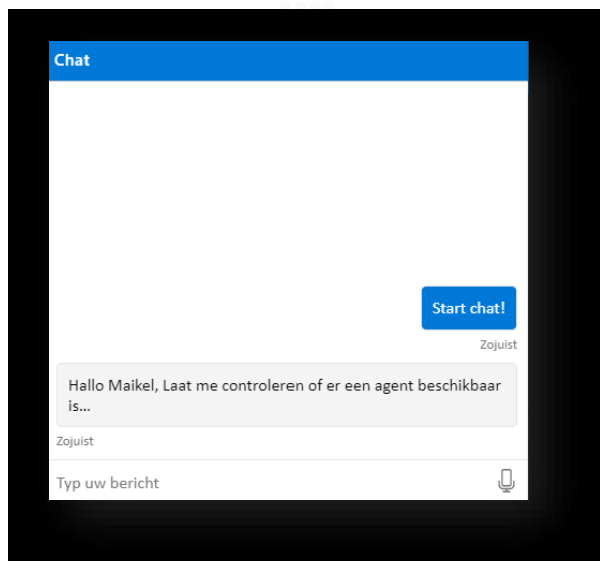 Chat
Start chat!
Zojuist
Hallo Maikel, Laat me controleren of er een agent beschikbaar
is...
Zojuist
Typ uw bericht